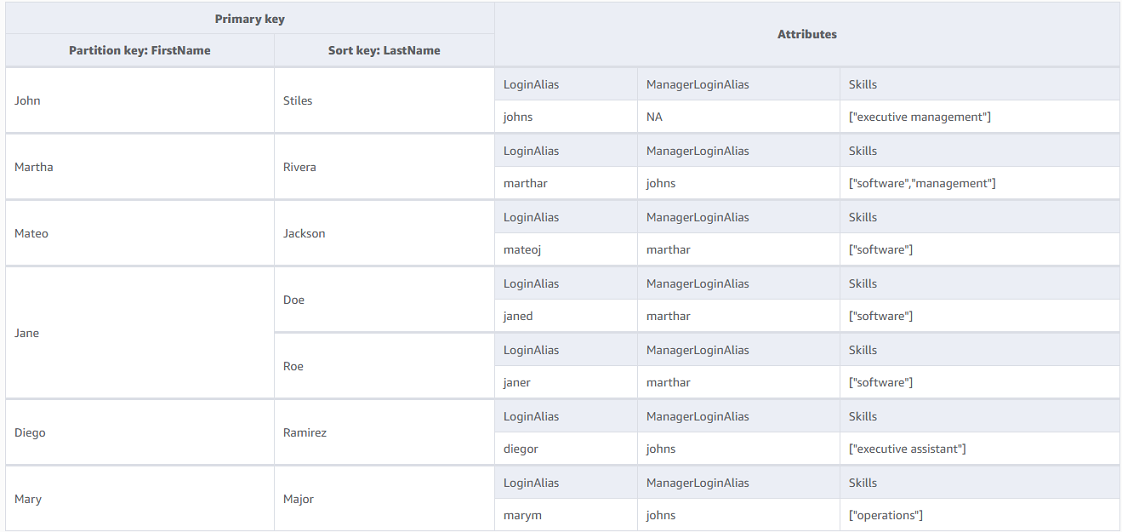 Primary key
Attributes
Partition key: FirstName Sort key: LastName
LoginAlias ManagerLoginAlias Skills
John Stiles
johns NA ["executive management"]
LoginAlias ManagerLoginAlias Skills
Martha Rivera
marthar johns ["software","management"]
LoginAlias ManagerLoginAlias Skills
Mateo Jackson
mateoj marthar ["software"]
LoginAlias ManagerLoginAlias Skills
Doe
janed marthar ["software"]
Jane
LoginAlias ManagerLoginAlias Skills
Roe
janer marthar ["software"]
LoginAlias ManagerLoginAlias Skills
Diego Ramirez
diegor johns ["executive assistant"]
LoginAlias ManagerLoginAlias Skills
Mary Major
marym johns ["operations"]